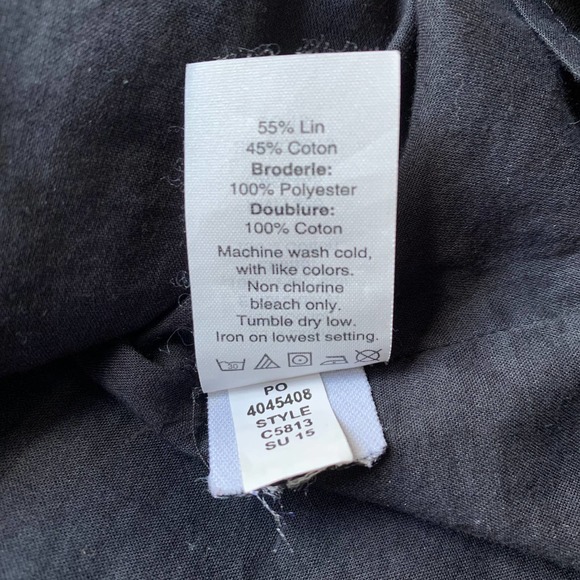 55% Lin
45% Coton
Broderie:
100% Polyester
Doublure:
100% Coton
Machine wash cold,
with like colors.
Non chlorine
bleach only.
Tumble dry low.
Iron on lowest setting.
PO
4045408
STYLE
C5813
SU 15